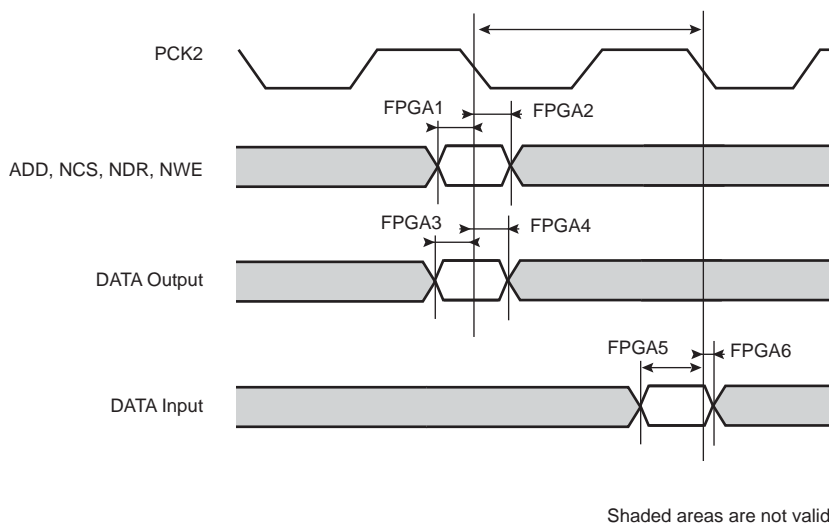 PCK2
FPGA1
FPGA2
ADD, NCS, NDR, NWE
FPGA3
FPGA4
DATA Output
FPGA5
FPGA6
DATA Input
Shaded areas are not valid